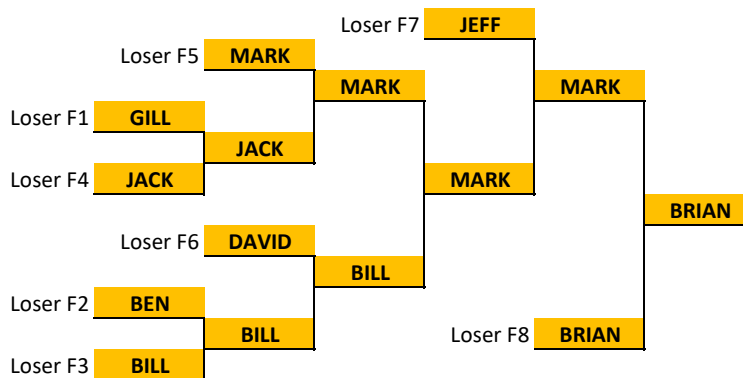 Loser F7 JEFF
Loser F5 MARK
MARK MARK
Loser F1 GILL
JACK
Loser F4 JACK MARK
BRIAN
Loser F6 DAVID
BILL
Loser F2 BEN
BILL Loser F8 BRIAN
Loser F3 BILL